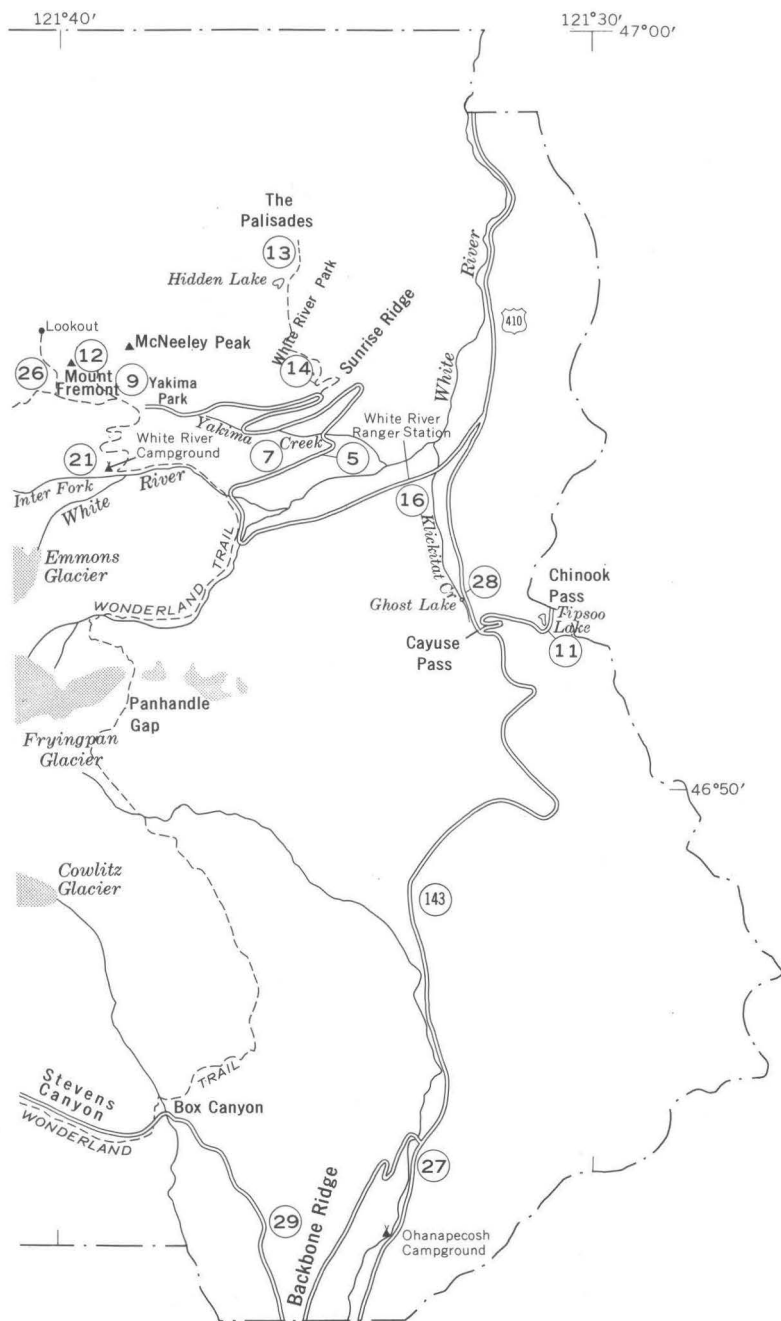 121°40'
121°30'
47°00'
The
Palisades
13
Hidden Lake
White River Park
River
410
Lookout
McNeeley Peak
Sunrise Ridge
12
26
Mount
Fremont
9
Yakima
Park
14
White
White River
Ranger Station
Yakima
Creek
White River
Campground
21
7
5
Inter Fork
River
White
16
Klickitat Cr
Emmons
Glacier
TRAIL
WONDERLAND
28
Ghost Lake
Chinook
Pass
Tipsoo
Lake
Cayuse
Pass
11
Panhandle
Gap
Fryingpan
Glacier
46°50'
Cowlitz
Glacier
143
Stevens
Canyon
TRAIL
Box Canyon
WONDERLAND
27
29
Backbone Ridge
Ohanapecosh
Campground